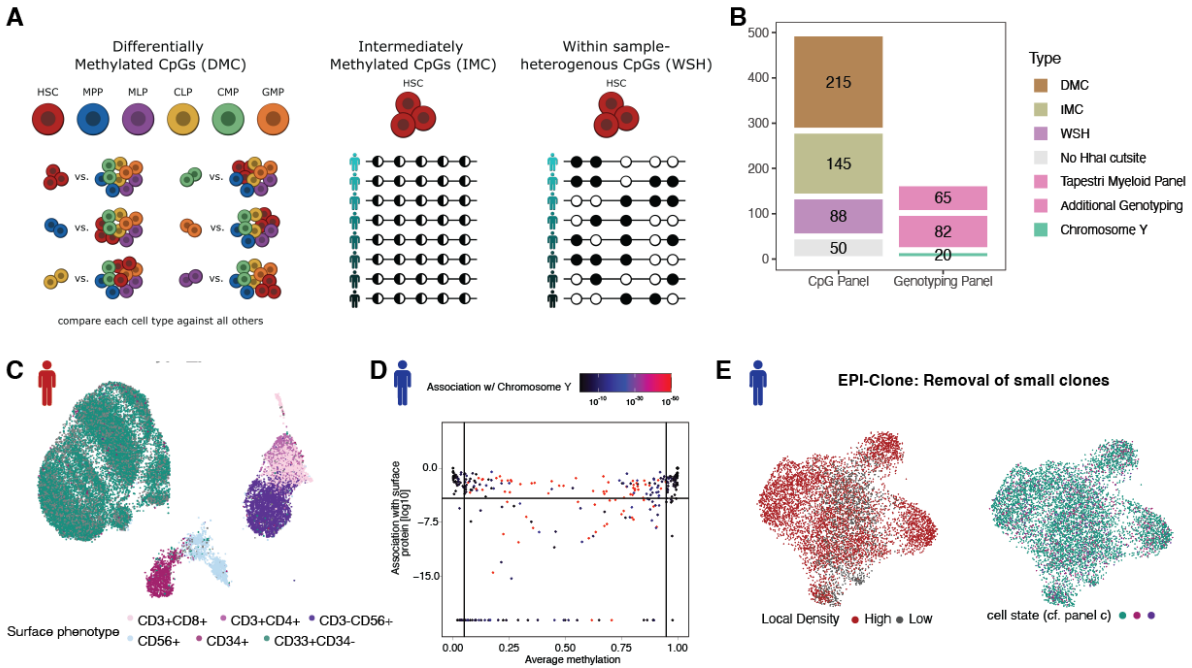 A
Differentially
Methylated CpGs (DMC)
HSC MPP MLP CLP CMP GMP
vs. vs.
vs. vs.
vs. vs.
compare each cell type against all others
Intermediately
Methylated CpGs (IMC)
HSC
Within sample-
heterogenous CpGs (WSH)
HSC
B
500
400
300
200
100
0
215
145
88
50
65
82
20
CpG Panel Genotyping Panel
Type
DMC
IMC
WSH
No HhaI cutsite
Tapestri Myeloid Panel
Additional Genotyping
Chromosome Y
C
Surface phenotype
CD3+CD8+ CD3+CD4+ CD3-CD56+
CD56+ CD34+ CD33+CD34-
D
Association w/ Chromosome Y
10-10 10-30 10-50
Association with surface
protein [log10]
0.0
-7.5
-15.0
0.00 0.25 0.50 0.75 1.00
Average methylation
E
EPI-Clone: Removal of small clones
Local Density High Low
cell state (cf. panel c)